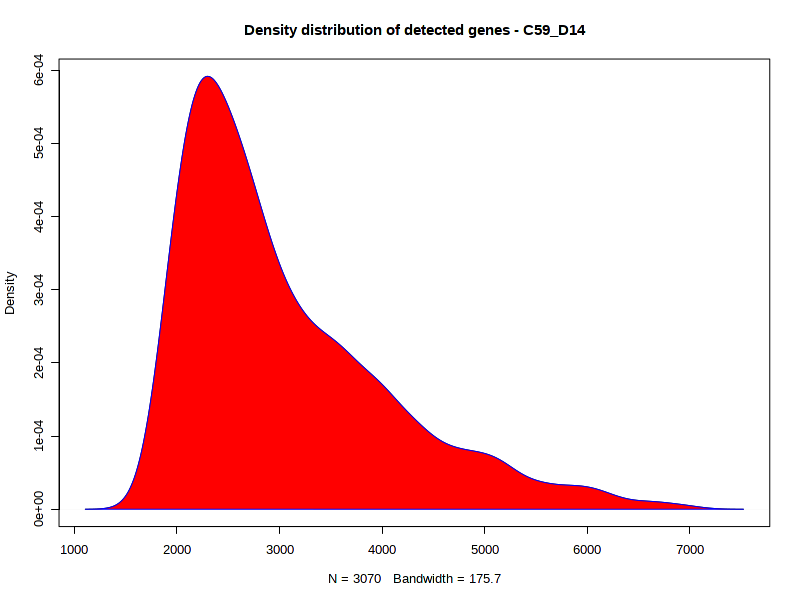 Density distribution of detected genes - C59_D14
Density
6e-04
5e-04
4e-04
3e-04
2e-04
1e-04
0e+00
1000 2000 3000 4000 5000 6000 7000
N = 3070 Bandwidth = 175.7